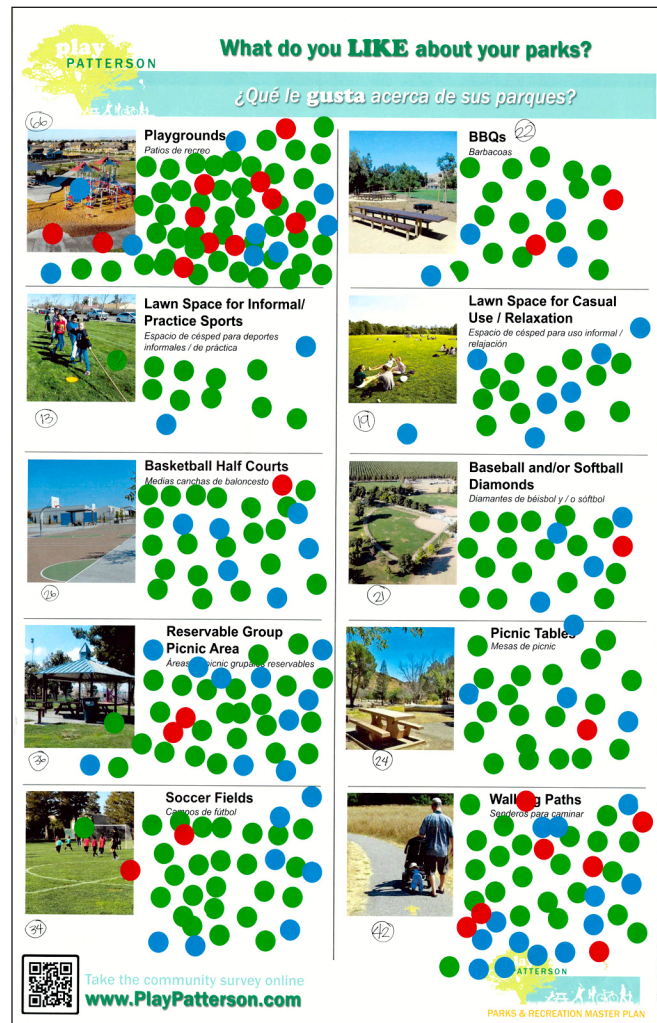 play
PATTERSON
What do you LIKE about your parks?
¿Qué le gusta acerca de sus parques?
66
Playgrounds
Patios de recreo
BBQs
22
Barbacoas
Lawn Space for Informal/
Practice Sports
Espacio de césped para deportes
informales / de práctica
13
Lawn Space for Casual
Use / Relaxation
Espacio de césped para uso informal /
relajación
19
Basketball Half Courts
Medias canchas de baloncesto
26
Baseball and/or Softball
Diamonds
Diamantes de béisbol y / o sóftbol
21
Reservable Group
Picnic Area
Áreas picnic grupales reservables
36
Picnic Tables
Mesas de picnic
24
Soccer Fields
Campos de fútbol
34
Walking Paths
Senderos para caminar
42
Take the community survey online
www.PlayPatterson.com
play
PATTERSON
PARKS & RECREATION MASTER PLAN